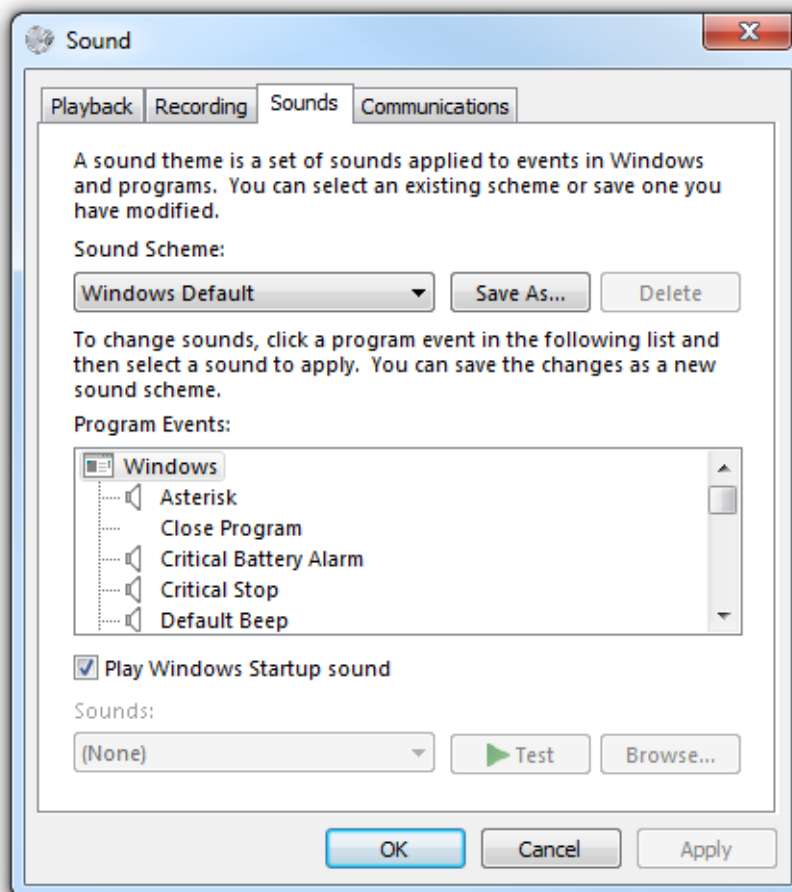 Sound
Playback Recording Sounds Communications
A sound theme is a set of sounds applied to events in Windows
and programs. You can select an existing scheme or save one you
have modified.
Sound Scheme:
Windows Default Save As... Delete
To change sounds, click a program event in the following list and
then select a sound to apply. You can save the changes as a new
sound scheme.
Program Events:
Windows
Asterisk
Close Program
Critical Battery Alarm
Critical Stop
Default Beep
Play Windows Startup sound
Sounds:
(None) Test Browse...
OK Cancel Apply